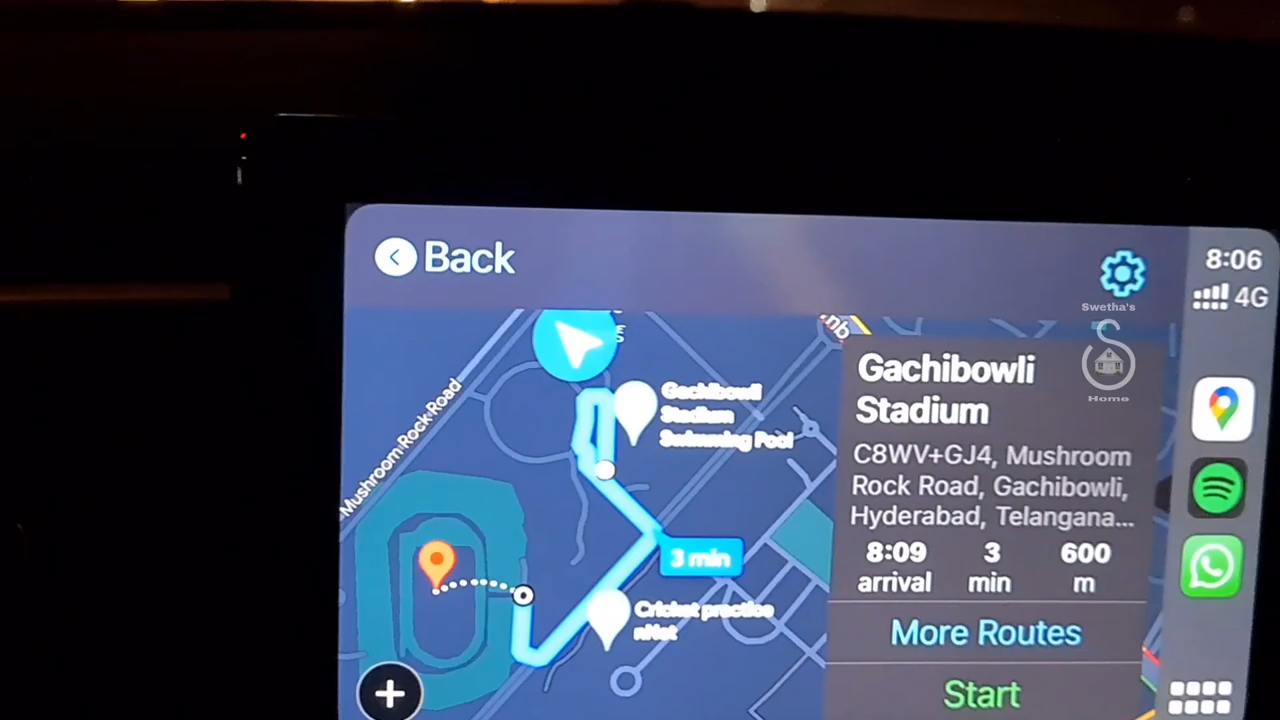 Back
8:06
4G
Swetha's
Home
Mushroom Rock Road
Gachibowli
Stadium
Swimming Pool
3 min
Cricket practice
nNet
Gachibowli
Stadium
C8WV+GJ4, Mushroom
Rock Road, Gachibowli,
Hyderabad, Telangana...
8:09 3 600
arrival min m
More Routes
Start